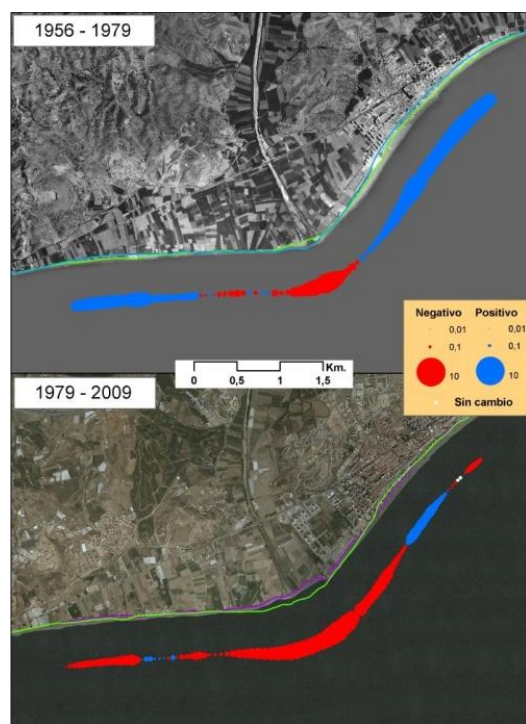 1956 - 1979
Negativo Positivo
0,01 0,01
0,1 0,1
10 10
Sin cambio
Km.
0 0,5 1 1,5
1979 - 2009